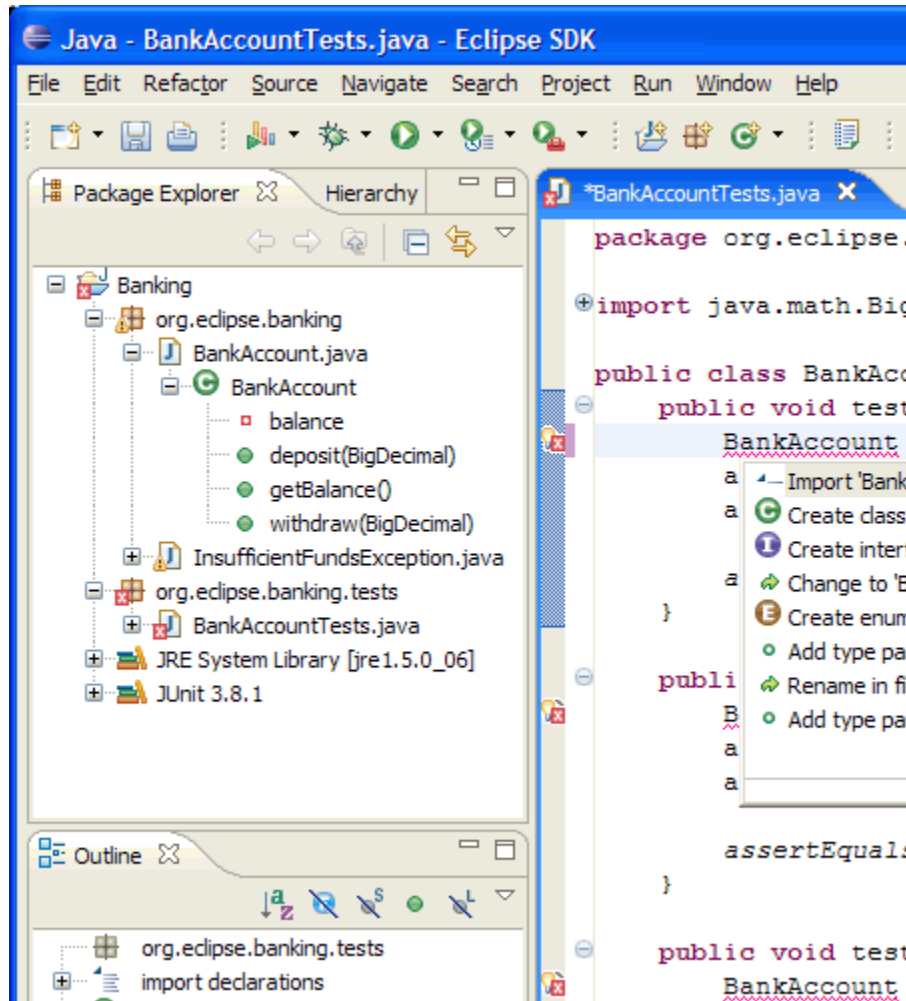 Java - BankAccountTests.java - Eclipse SDK
File Edit Refactor Source Navigate Search Project Run Window Help
Package Explorer Hierarchy
Banking
org.eclipse.banking
BankAccount.java
BankAccount
balance
deposit(BigDecimal)
getBalance()
withdraw(BigDecimal)
InsufficientFundsException.java
org.eclipse.banking.tests
BankAccountTests.java
JRE System Library [jre1.5.0_06]
JUnit 3.8.1
Outline
org.eclipse.banking.tests
import declarations
*BankAccountTests.java
package org.eclipse.
import java.math.Big
public class BankAcc
public void test
BankAccount
a
a
a
}
publi
B
a
a
assertEquals
}
public void test
BankAccount
Import 'Bank
Create class
Create interf
Change to 'B
Create enum
Add type pa
Rename in fi
Add type pa